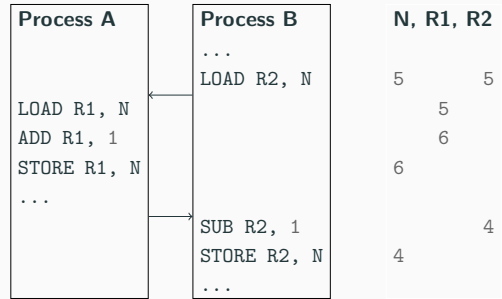 Process A Process B N, R1, R2
...
LOAD R2, N 5 5
LOAD R1, N 5
ADD R1, 1 6
STORE R1, N 6
...
SUB R2, 1 4
STORE R2, N 4
...